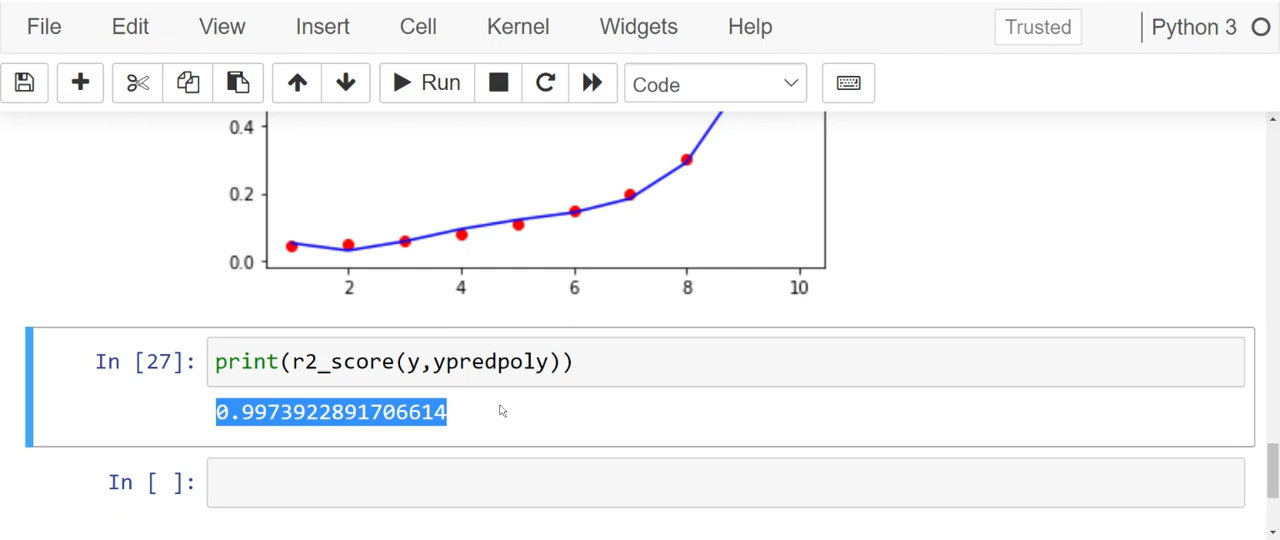 File Edit View Insert Cell Kernel Widgets Help Trusted Python 3
Run Code
0.4
0.2
0.0
2 4 6 8 10
In [27]: print(r2_score(y,ypredpoly))
0.9973922891706614
In [ ]: